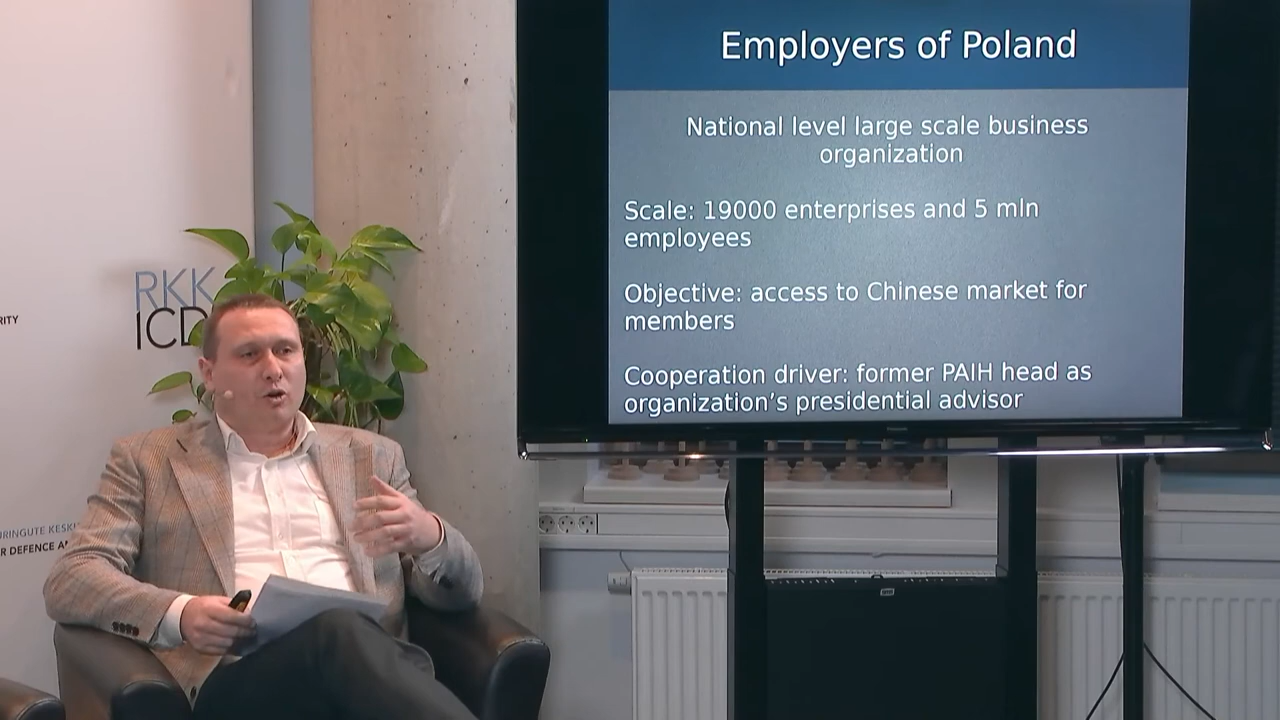 Employers of Poland
National level large scale business
organization
Scale: 19000 enterprises and 5 mln
employees
Objective: access to Chinese market for
members
Cooperation driver: former PAIH head as
organization's presidential advisor
RKK
ICD